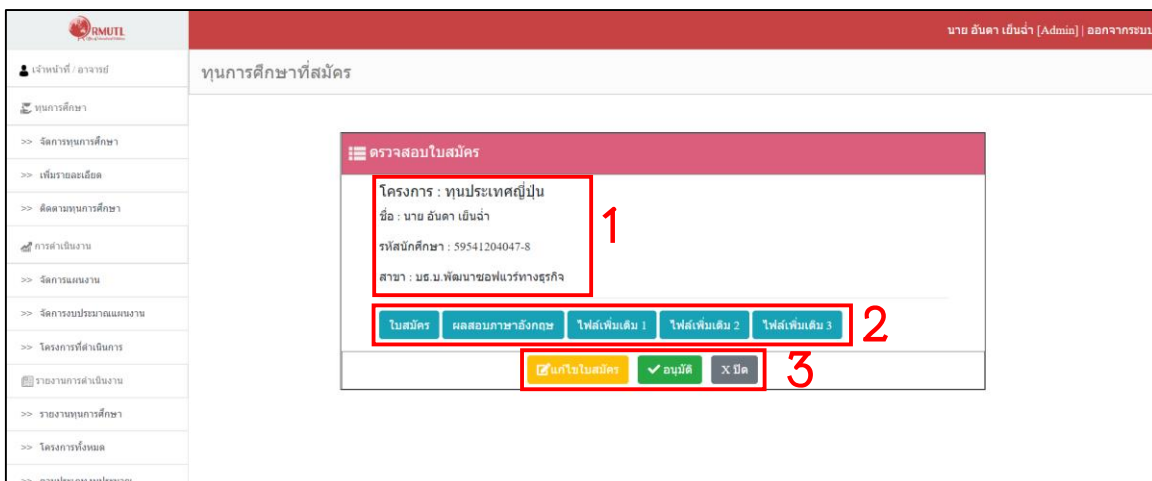 RMUTL
นาย อันดา เย็นฉ่ำ [Admin] | ออกจากระบบ
เจ้าหน้าที่ / อาจารย์
ทุนการศึกษาที่สมัคร
ทุนการศึกษา
>> จัดการทุนการศึกษา
>> เพิ่มรายละเอียด
>> ติดตามทุนการศึกษา
การดำเนินงาน
>> จัดการแผนงาน
>> จัดการงบประมาณแผนงาน
>> โครงการที่ดำเนินการ
รายงานการดำเนินงาน
>> รายงานทุนการศึกษา
>> โครงการทั้งหมด
ตรวจสอบใบสมัคร
โครงการ : ทุนประเทศญี่ปุ่น
ชื่อ : นาย อันดา เย็นฉ่ำ
รหัสนักศึกษา : 59541204047-8
สาขา : บธ.บ.พัฒนาซอฟแวร์ทางธุรกิจ
1
ใบสมัคร ผลสอบภาษาอังกฤษ ไฟล์เพิ่มเติม 1 ไฟล์เพิ่มเติม 2 ไฟล์เพิ่มเติม 3
2
แก้ไขใบสมัคร อนุมัติ X ปิด
3